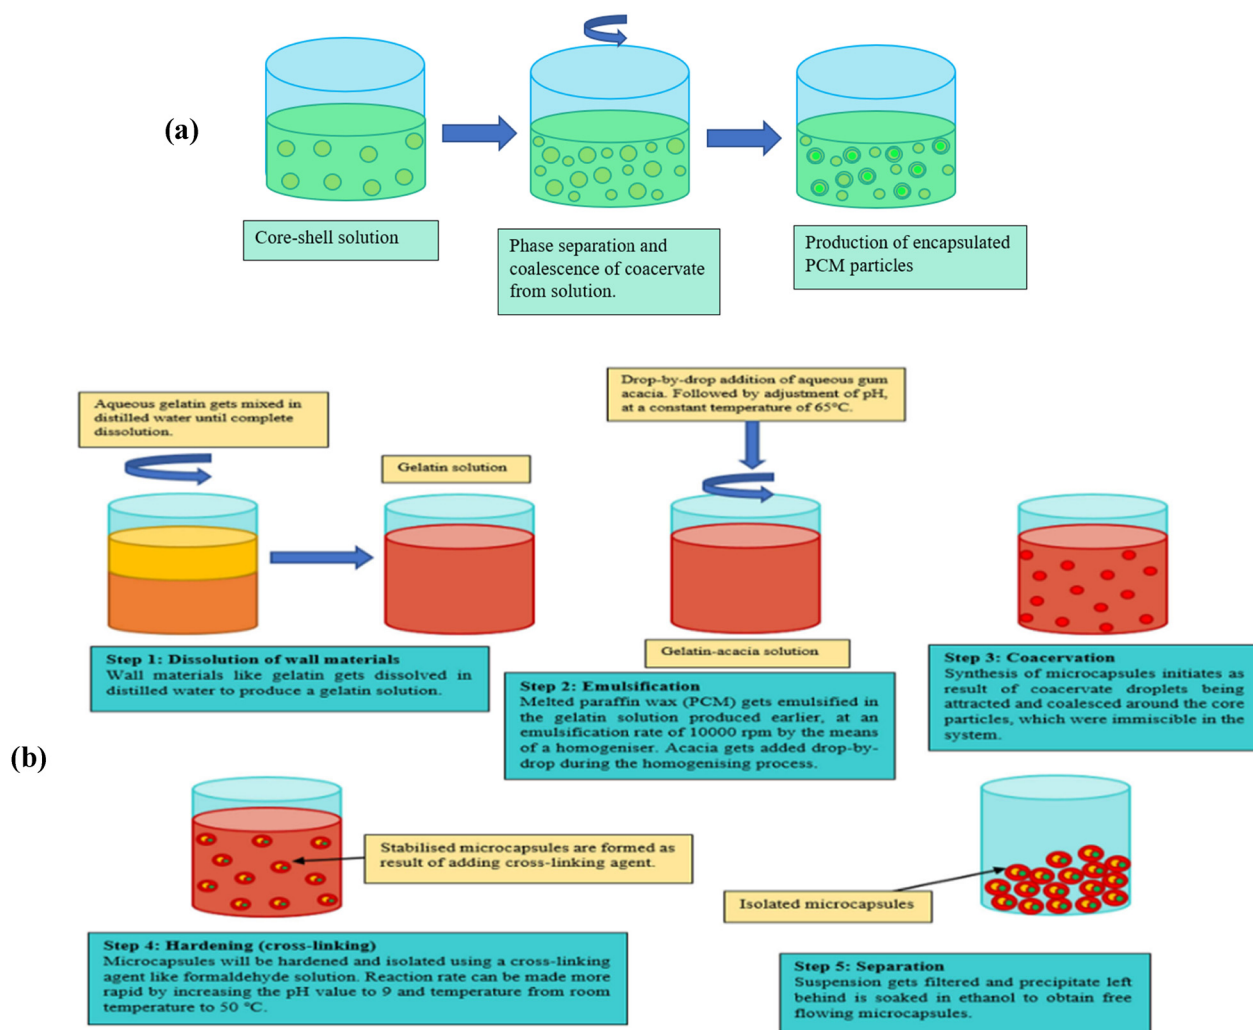 (a)
Core-shell solution
Phase separation and
coalescence of coacervate
from solution.
Production of encapsulated
PCM particles
(b)
Aqueous gelatin gets mixed in
distilled water until complete
dissolution.
Gelatin solution
Step 1: Dissolution of wall materials
Wall materials like gelatin gets dissolved in
distilled water to produce a gelatin solution.
Drop-by-drop addition of aqueous gum
acacia. Followed by adjustment of pH,
at a constant temperature of 65°C.
Gelatin-acacia solution
Step 2: Emulsification
Melted paraffin wax (PCM) gets emulsified in
the gelatin solution produced earlier, at an
emulsification rate of 10000 rpm by the means
of a homogeniser. Acacia gets added drop-by-
drop during the homogenising process.
Step 3: Coacervation
Synthesis of microcapsules initiates as
result of coacervate droplets being
attracted and coalesced around the core
particles, which were immiscible in the
system.
Stabilised microcapsules are formed as
result of adding cross-linking agent.
Step 4: Hardening (cross-linking)
Microcapsules will be hardened and isolated using a cross-linking
agent like formaldehyde solution. Reaction rate can be made more
rapid by increasing the pH value to 9 and temperature from room
temperature to 50 °C.
Isolated microcapsules
Step 5: Separation
Suspension gets filtered and precipitate left
behind is soaked in ethanol to obtain free
flowing microcapsules.